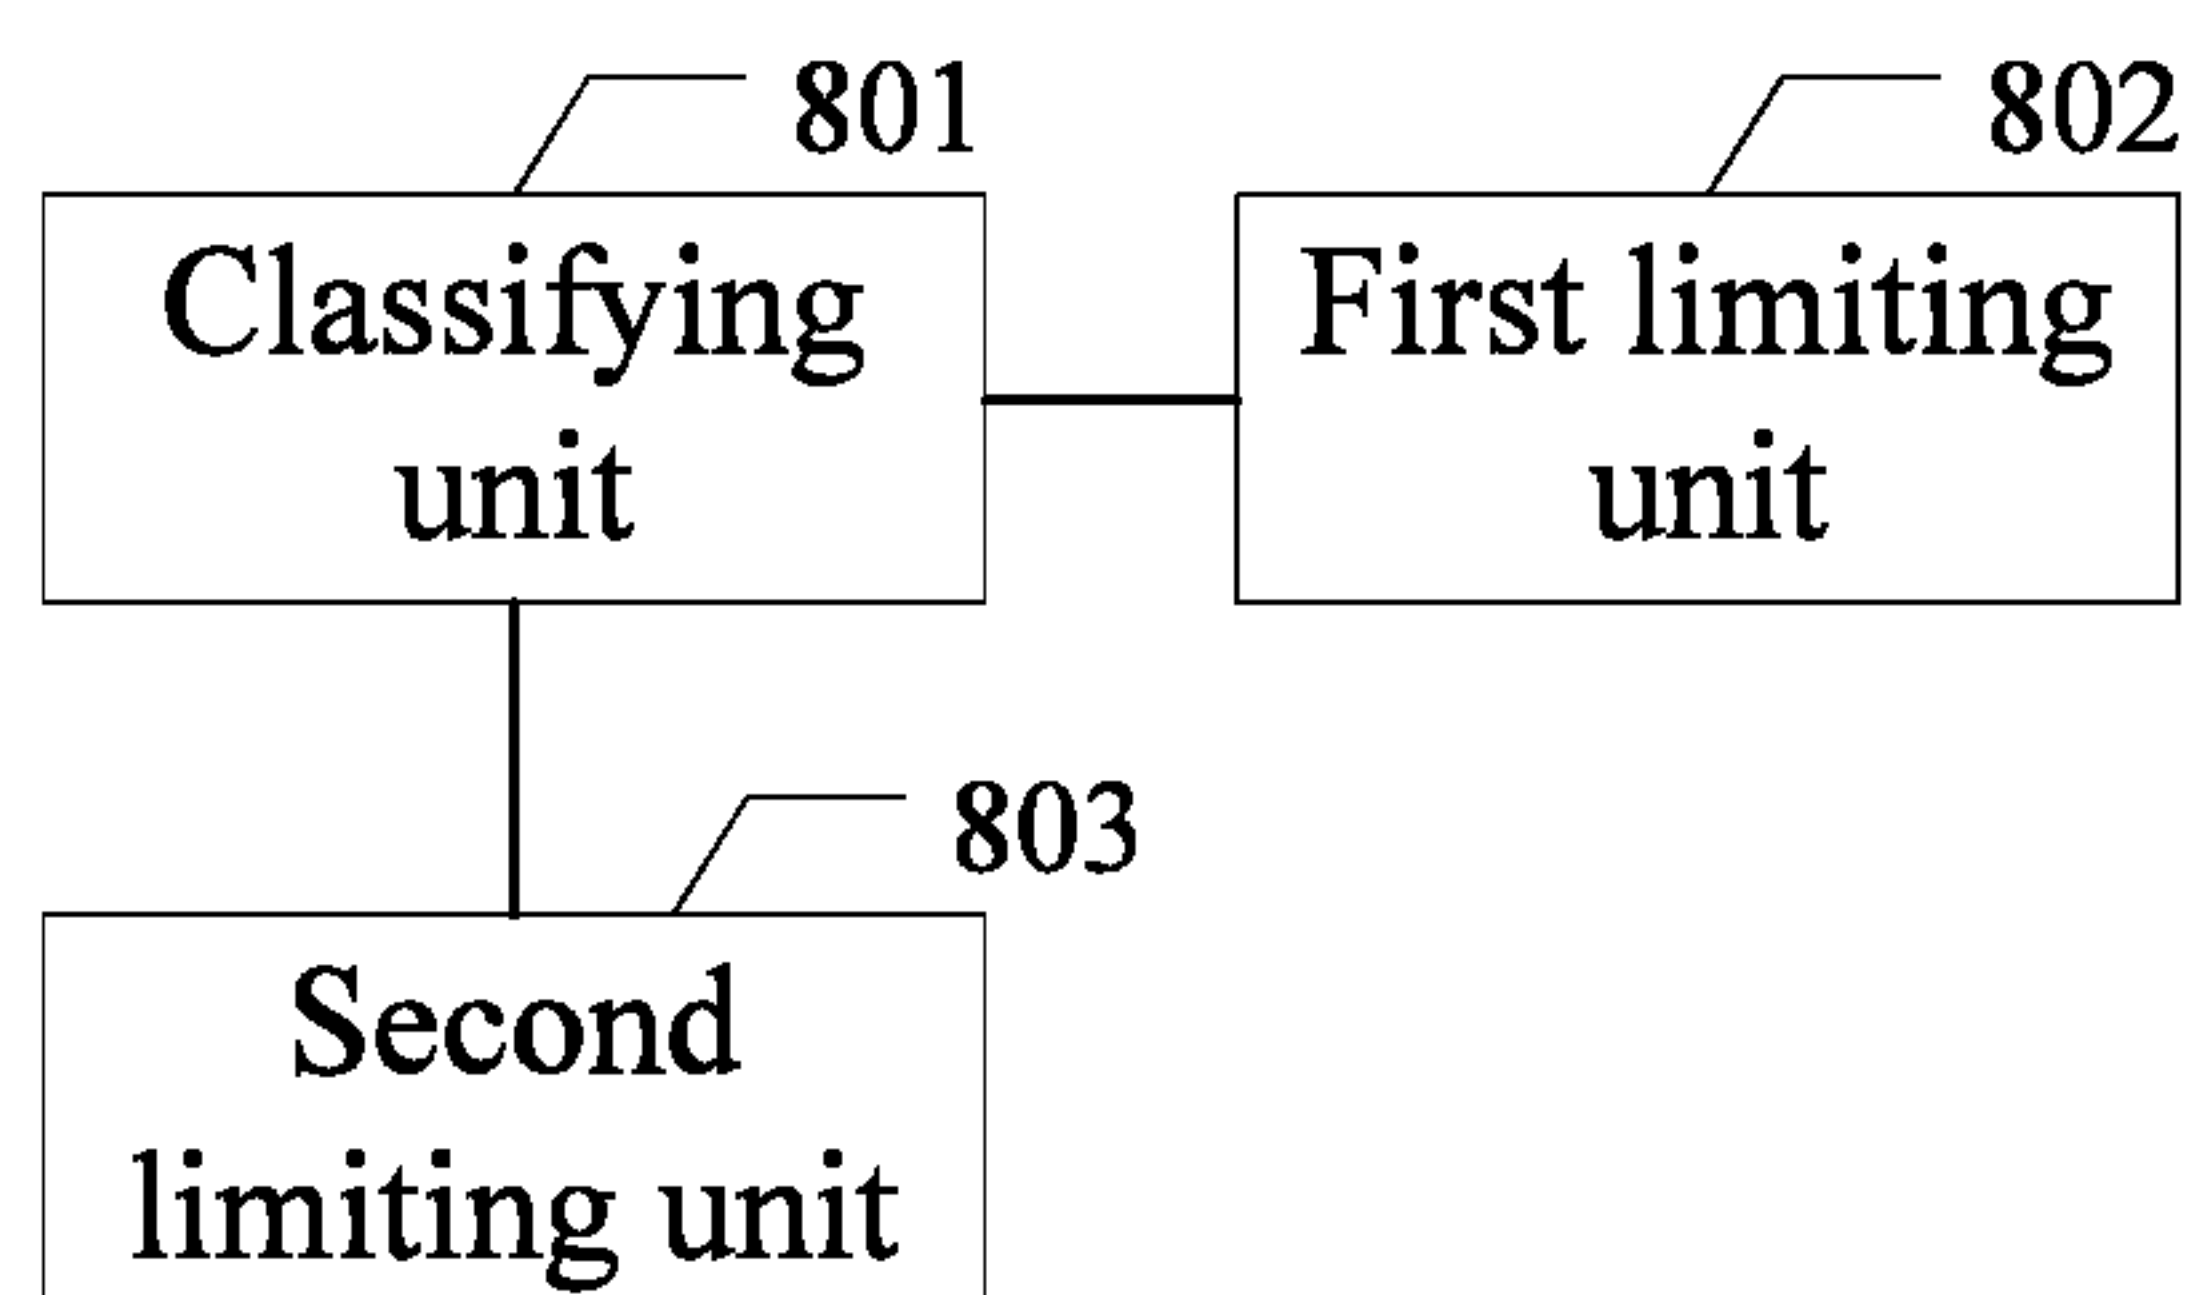 801
802
Classifying
unit
First limiting
unit
803
Second
limiting unit